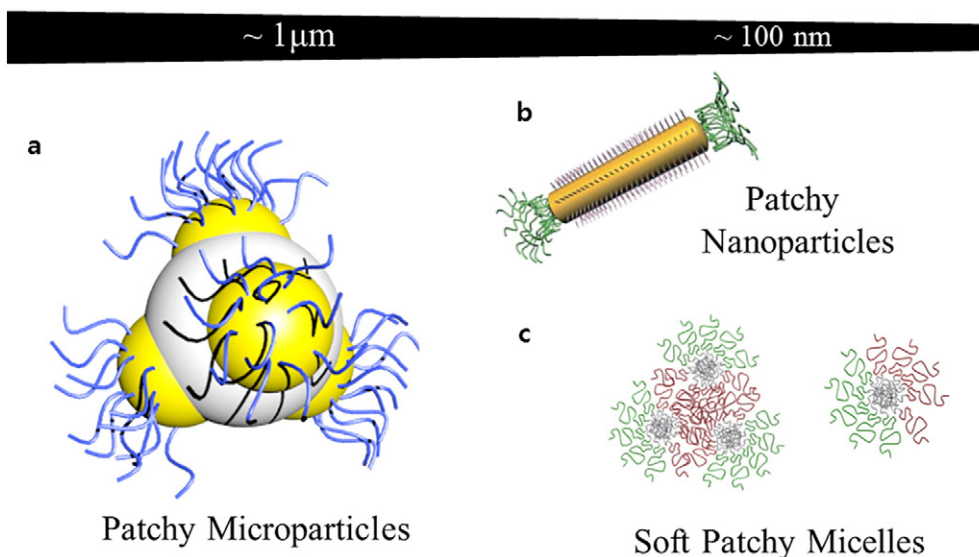 ~ 1μm
~ 100 nm
a
b
Patchy
Nanoparticles
c
Patchy Microparticles
Soft Patchy Micelles